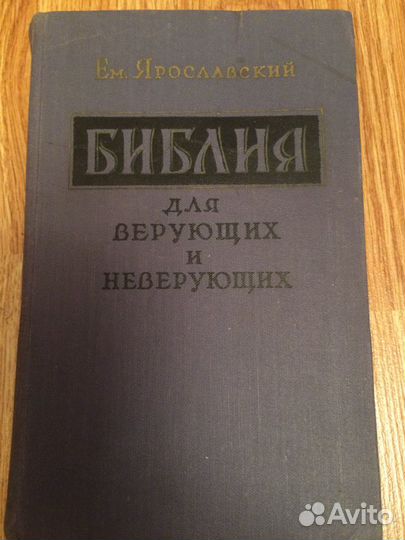 Ем. Ярославский
БИБЛИЯ
ДЛЯ
ВЕРУЮЩИХ
И
НЕВЕРУЮЩИХ
Avito